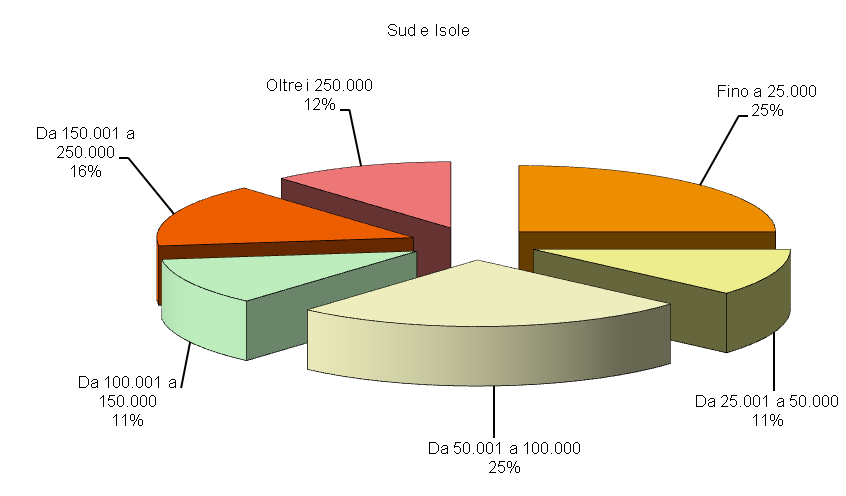 Sud e Isole
Oltre i 250.000
12%
Fino a 25.000
25%
Da 150.001 a
250.000
16%
Da 100.001 a
150.000
11%
Da 25.001 a 50.000
11%
Da 50.001 a 100.000
25%